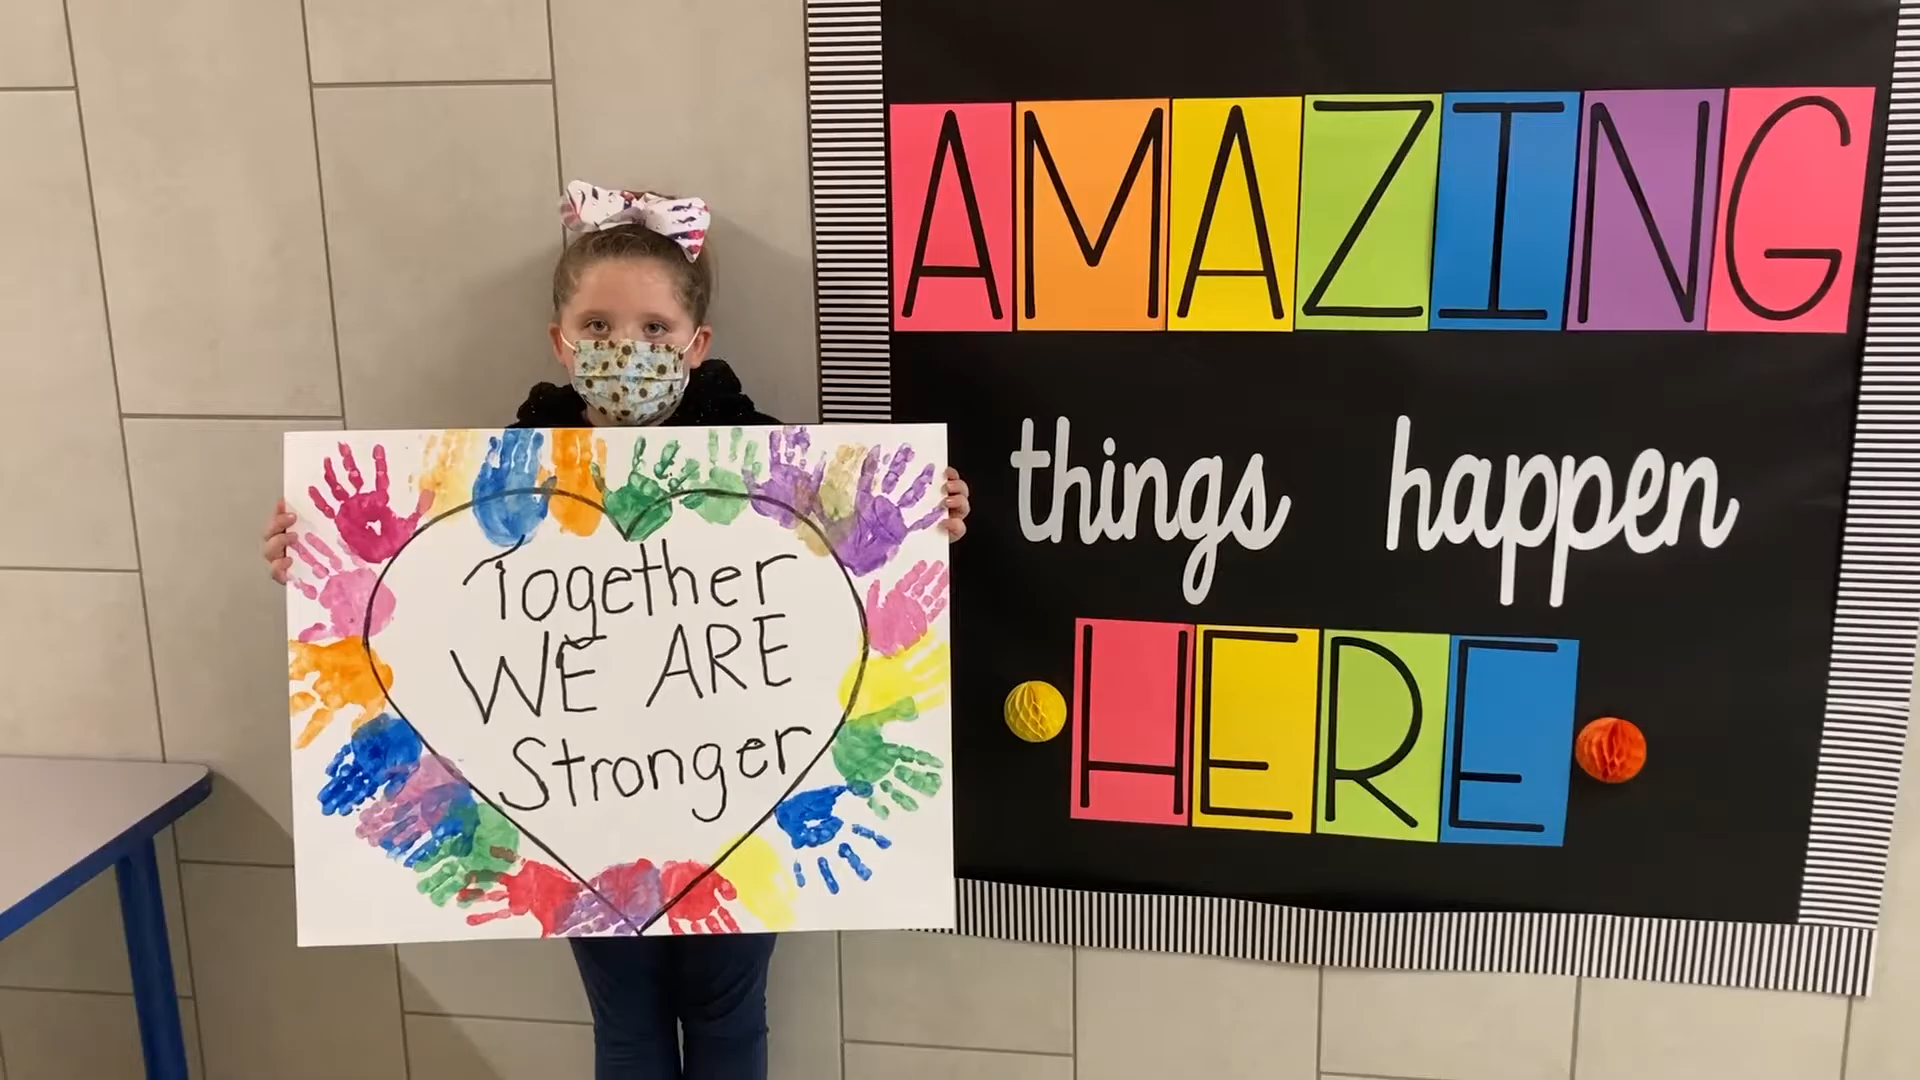 Together
WE ARE
Stronger
AMAZING
things happen
HERE